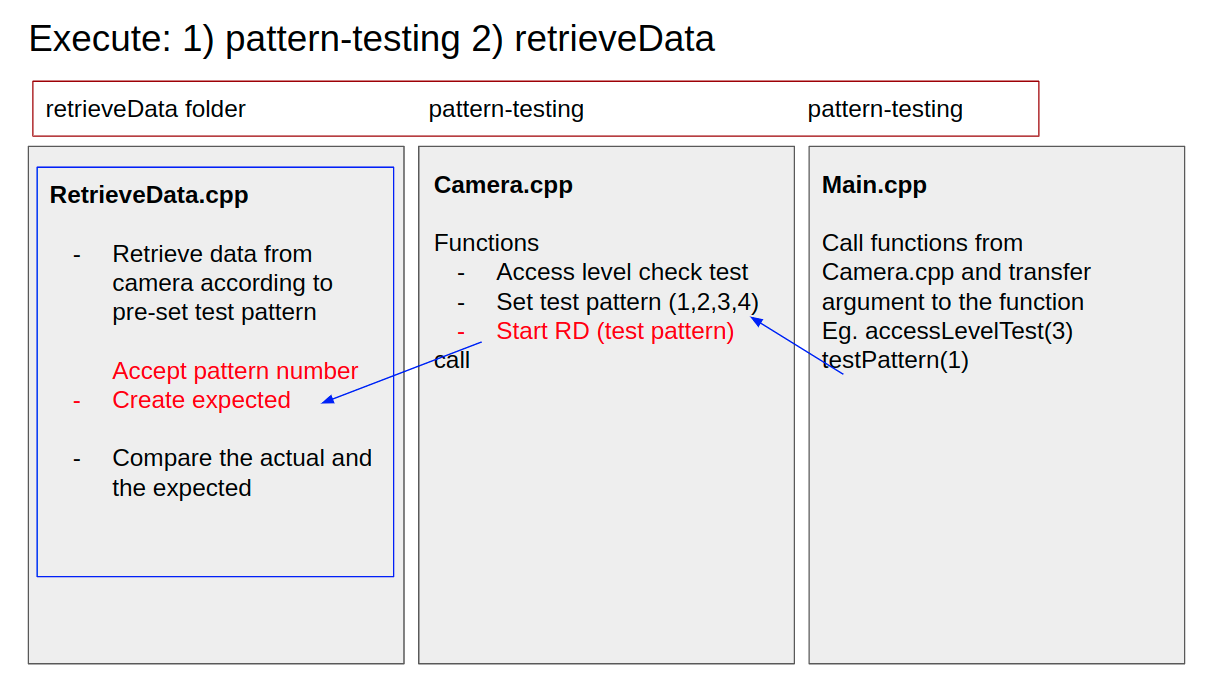 Execute: 1) pattern-testing 2) retrieveData
retrieveData folder
pattern-testing
pattern-testing
RetrieveData.cpp
- Retrieve data from
camera according to
pre-set test pattern
Accept pattern number
- Create expected
- Compare the actual and
the expected
Camera.cpp
Functions
- Access level check test
- Set test pattern (1,2,3,4)
- Start RD (test pattern)
call
Main.cpp
Call functions from
Camera.cpp and transfer
argument to the function
Eg. accessLevelTest(3)
testPattern(1)